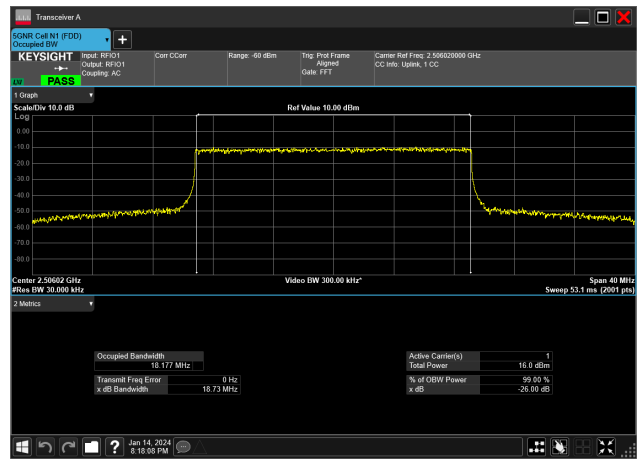 Transceiver A
5GNR Cell N1 (FDD)
Occupied BW
KEYSIGHT
PASS
Input: RFIO1
Output: RFIO1
Coupling: AC
Corr CCorr
Range: -60 dBm
Trig: Prot Frame
Aligned
Gate: FFT
Carrier Ref Freq: 2.506020000 GHz
CC Info: Uplink, 1 CC
1 Graph
Scale/Div 10.0 dB
Ref Value 10.00 dBm
Log
0.00
-10.0
-20.0
-30.0
-40.0
-50.0
-60.0
-70.0
-80.0
Center 2.50602 GHz
Video BW 300.00 kHz*
Span 40 MHz
#Res BW 30.000 kHz
Sweep 53.1 ms (2001 pts)
2 Metrics
Occupied Bandwidth
18.177 MHz
Transmit Freq Error 0 Hz
x dB Bandwidth 18.73 MHz
Active Carrier(s) 1
Total Power 16.0 dBm
% of OBW Power 99.00 %
x dB -26.00 dB
Jan 14, 2024
8:18:08 PM